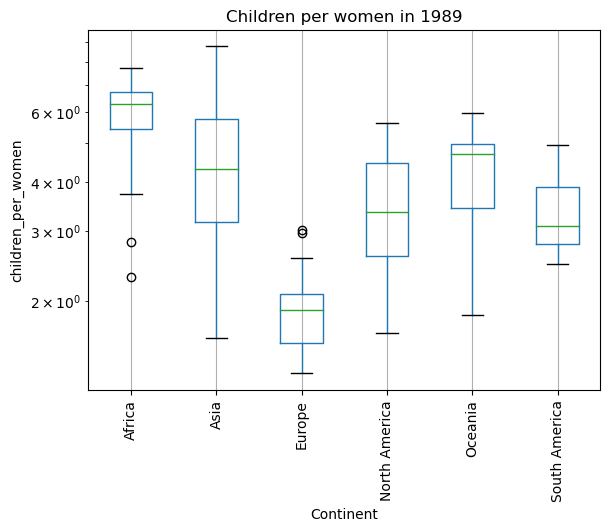 Children per women in 1989
children_per_women
6 × 10⁰
4 × 10⁰
3 × 10⁰
2 × 10⁰
Africa
Asia
Europe
North America
Oceania
South America
Continent